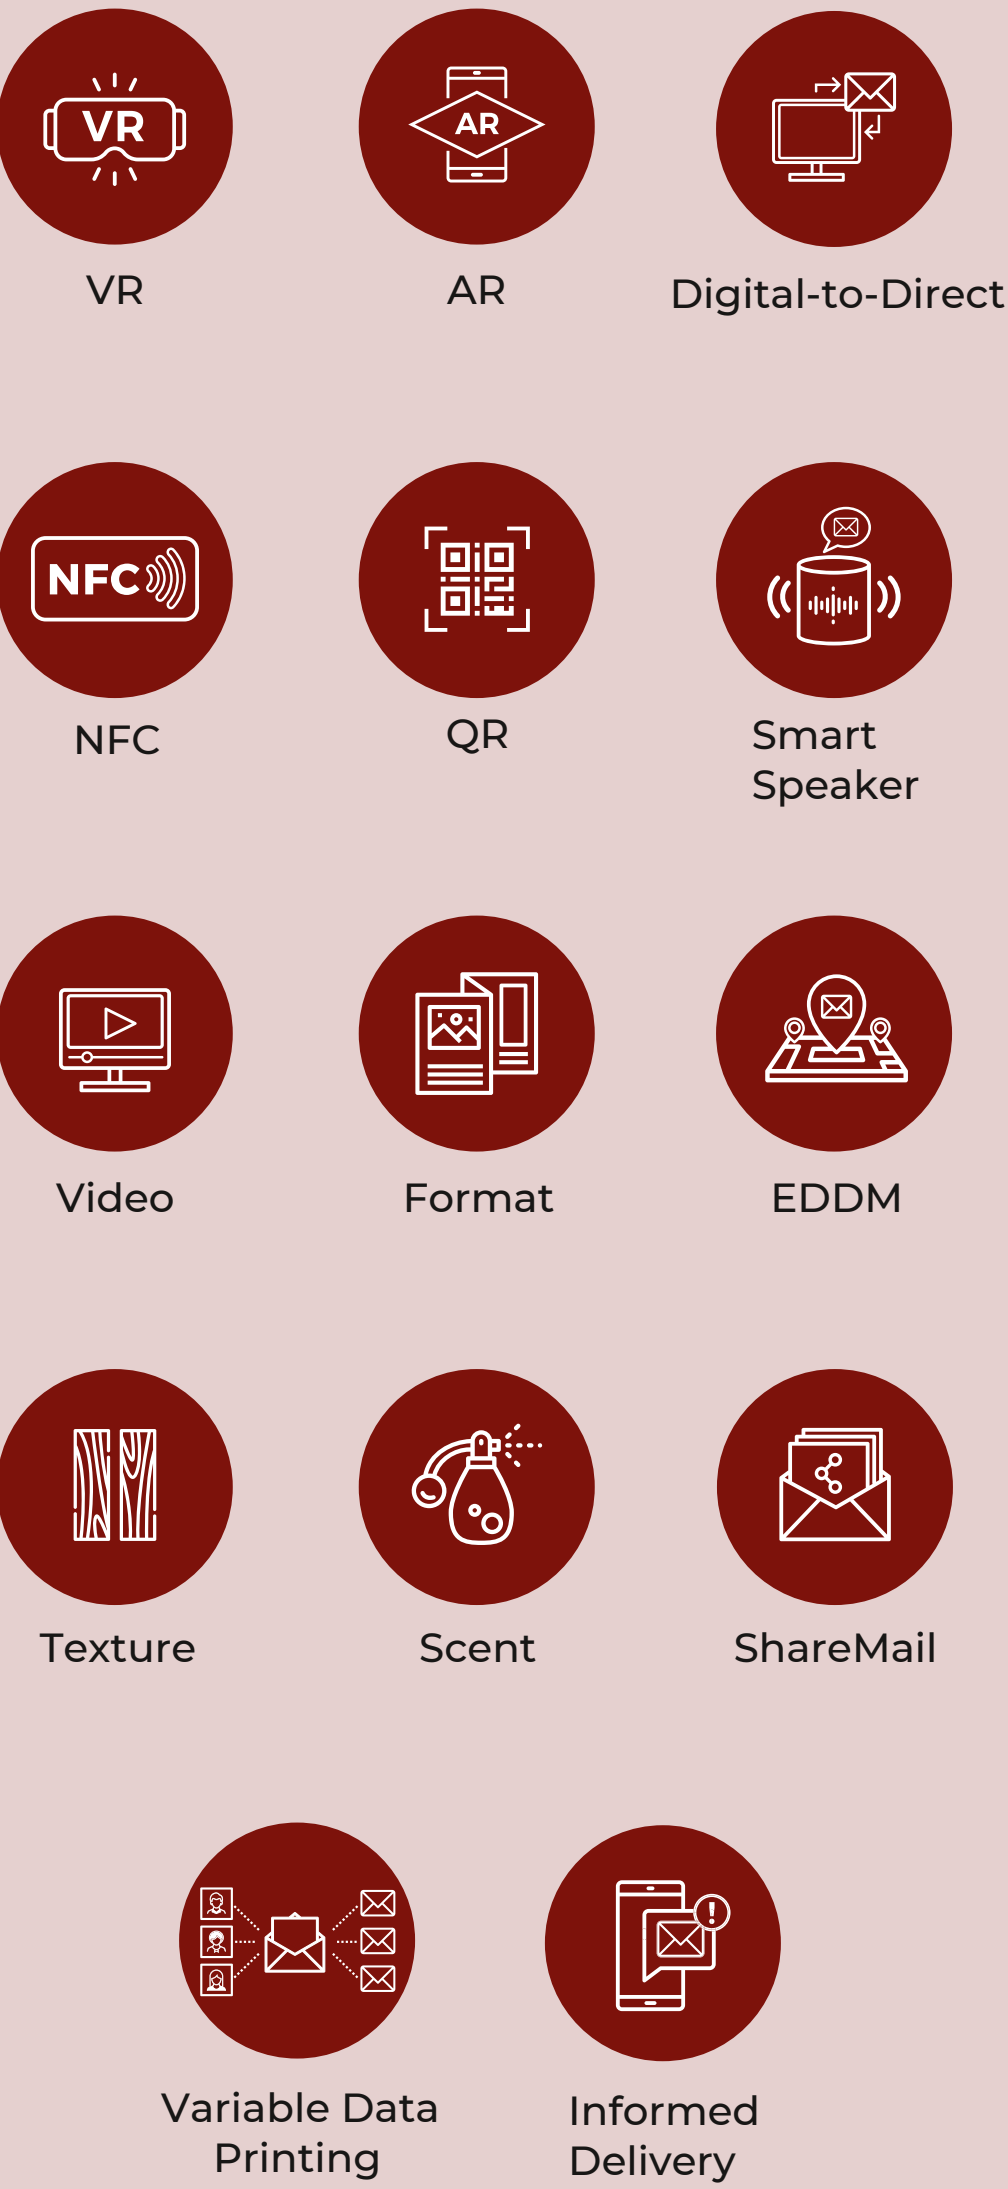 VR
AR
VR
AR
Digital-to-Direct
NFC
NFC
QR
Smart
Speaker
Video
Format
EDDM
Texture
Scent
ShareMail
!
Variable Data
Printing
Informed
Delivery